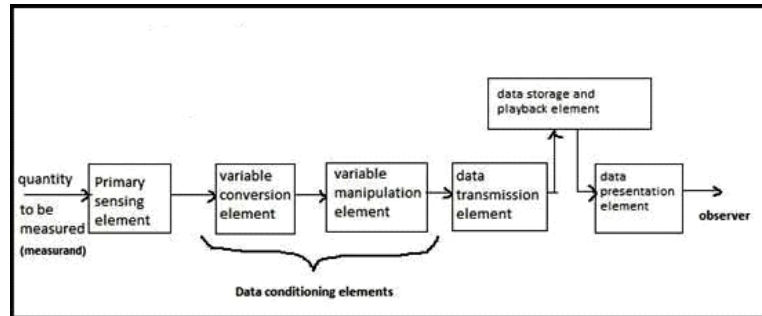 data storage and
playback element
quantity
to be
measured
(measurand)
Primary
sensing
element
variable
conversion
element
variable
manipulation
element
data
transmission
element
data
presentation
element
observer
Data conditioning elements